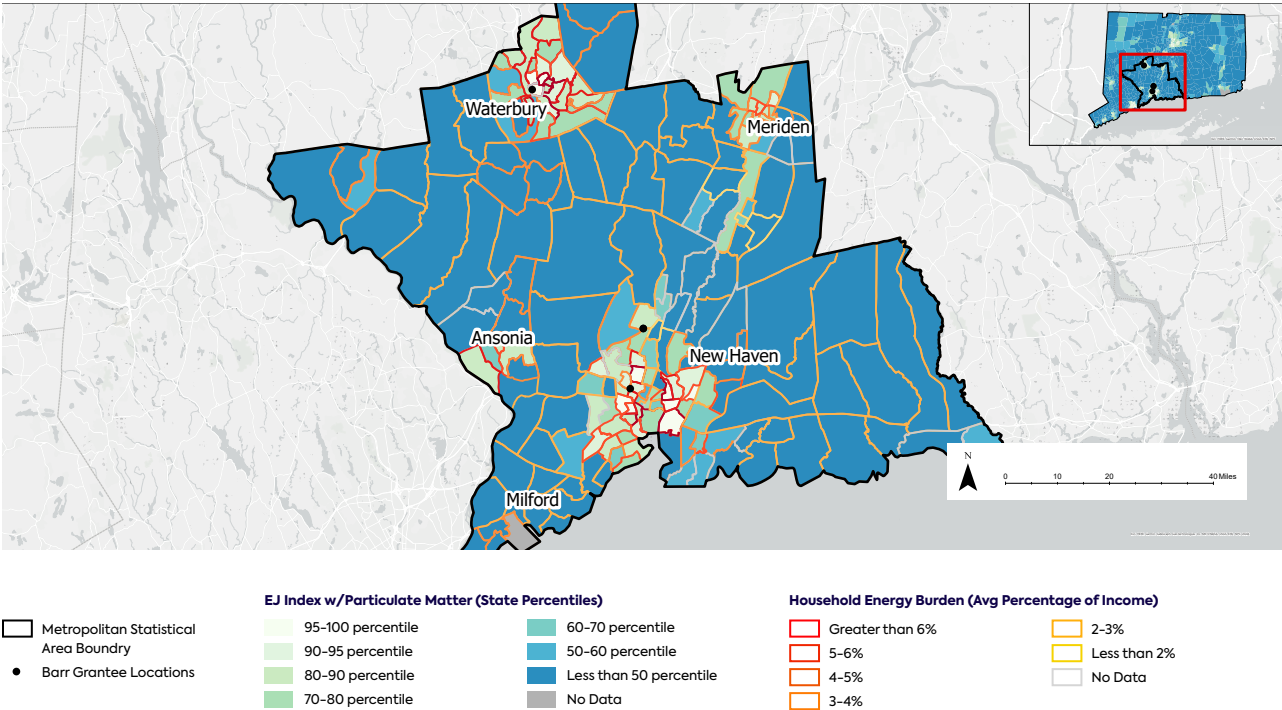 Waterbury
Meriden
Ansonia
New Haven
Milford
N
0 10 20 40 Miles
EJ Index w/Particulate Matter (State Percentiles)
Household Energy Burden (Avg Percentage of Income)
Metropolitan Statistical
Area Boundry
Barr Grantee Locations
95-100 percentile
90-95 percentile
80-90 percentile
70-80 percentile
60-70 percentile
50-60 percentile
Less than 50 percentile
No Data
Greater than 6%
5-6%
4-5%
3-4%
2-3%
Less than 2%
No Data